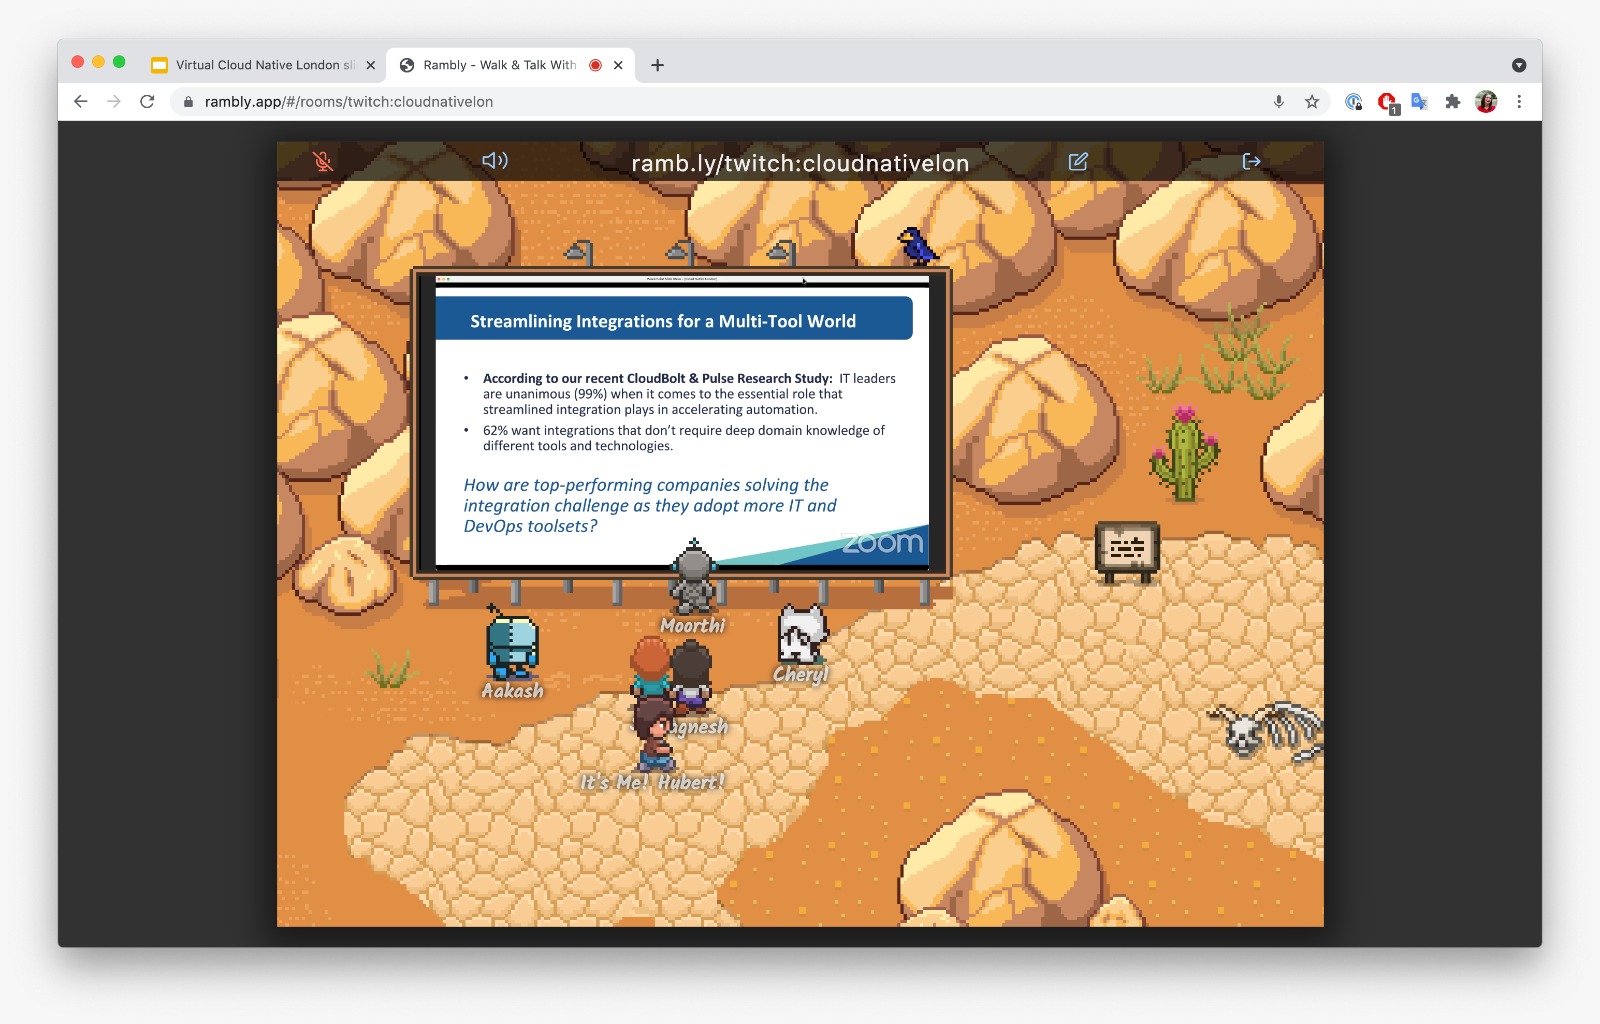 Virtual Cloud Native London sli
Rambly - Walk & Talk With
rambly.app/#/rooms/twitch:cloudnativelon
1
ramb.ly/twitch:cloudnativelon
Streamlining Integrations for a Multi-Tool World
• According to our recent CloudBolt & Pulse Research Study: IT leaders
are unanimous (99%) when it comes to the essential role that
streamlined integration plays in accelerating automation.
• 62% want integrations that don't require deep domain knowledge of
different tools and technologies.
How are top-performing companies solving the
integration challenge as they adopt more IT and
DevOps toolsets?
zoom
Moorthi
Cheryl
Aakash
It's Me! Hubert!